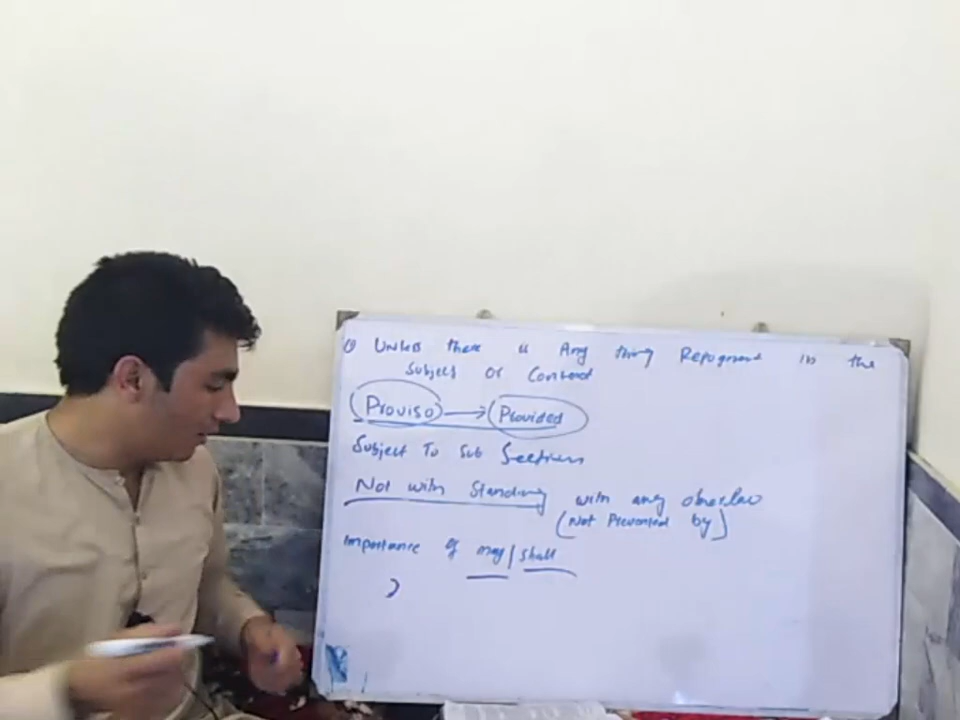 ① Unless there is Any thing Repugnant in the
Subject or Context
Proviso → Provided
Subject To Sub Sections
Not with Standing with any other law
(Not Prevented by)
Importance of may/shall